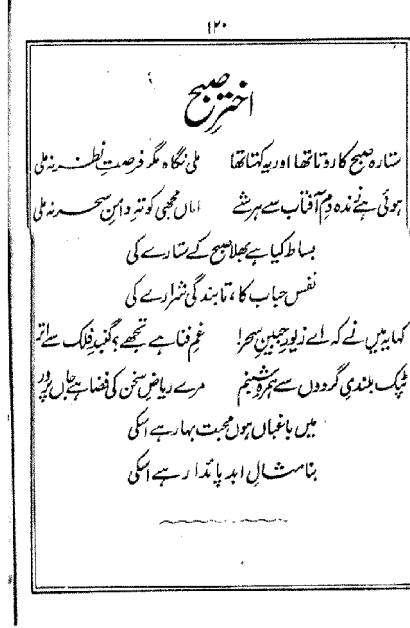 ۱۲۰
اخترِ صبح
ستارہ صبح کا روتا تھا اور یہ کہتا تھا ملی نگاہ مگر فرصتِ نظر نہ ملی
ہوئی ہے زندہ دمِ آفتاب سے ہر شے اماں مجھی کو تہِ دامنِ سحر نہ ملی
بساط کیا ہے بھلا صبح کے ستارے کی
نفس حباب کا، تابندگی شرارے کی
کہا یہ میں نے کہ اے زیورِ جبینِ سحر! غمِ فنا ہے تجھے؟ گنبدِ فلک سے اتر
ٹپک بلندیِ گردوں سے ہمرہِ شبنم مرے ریاضِ سخن کی فضا ہے جاں پرور
میں باغباں ہوں محبت بہار ہے اسکی
بنا مثالِ ابد پائدار ہے اسکی